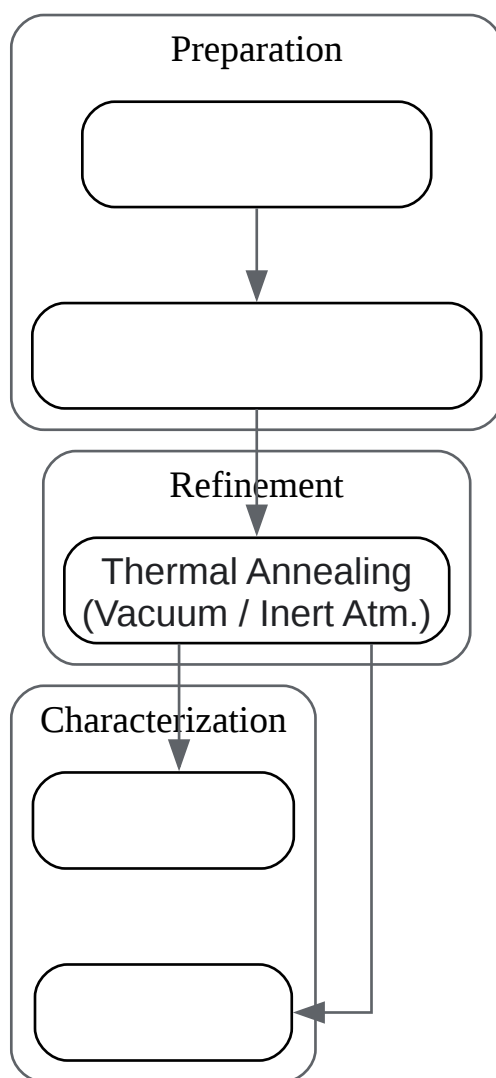 Preparation
Refinement
Thermal Annealing
(Vacuum / Inert Atm.)
Characterization